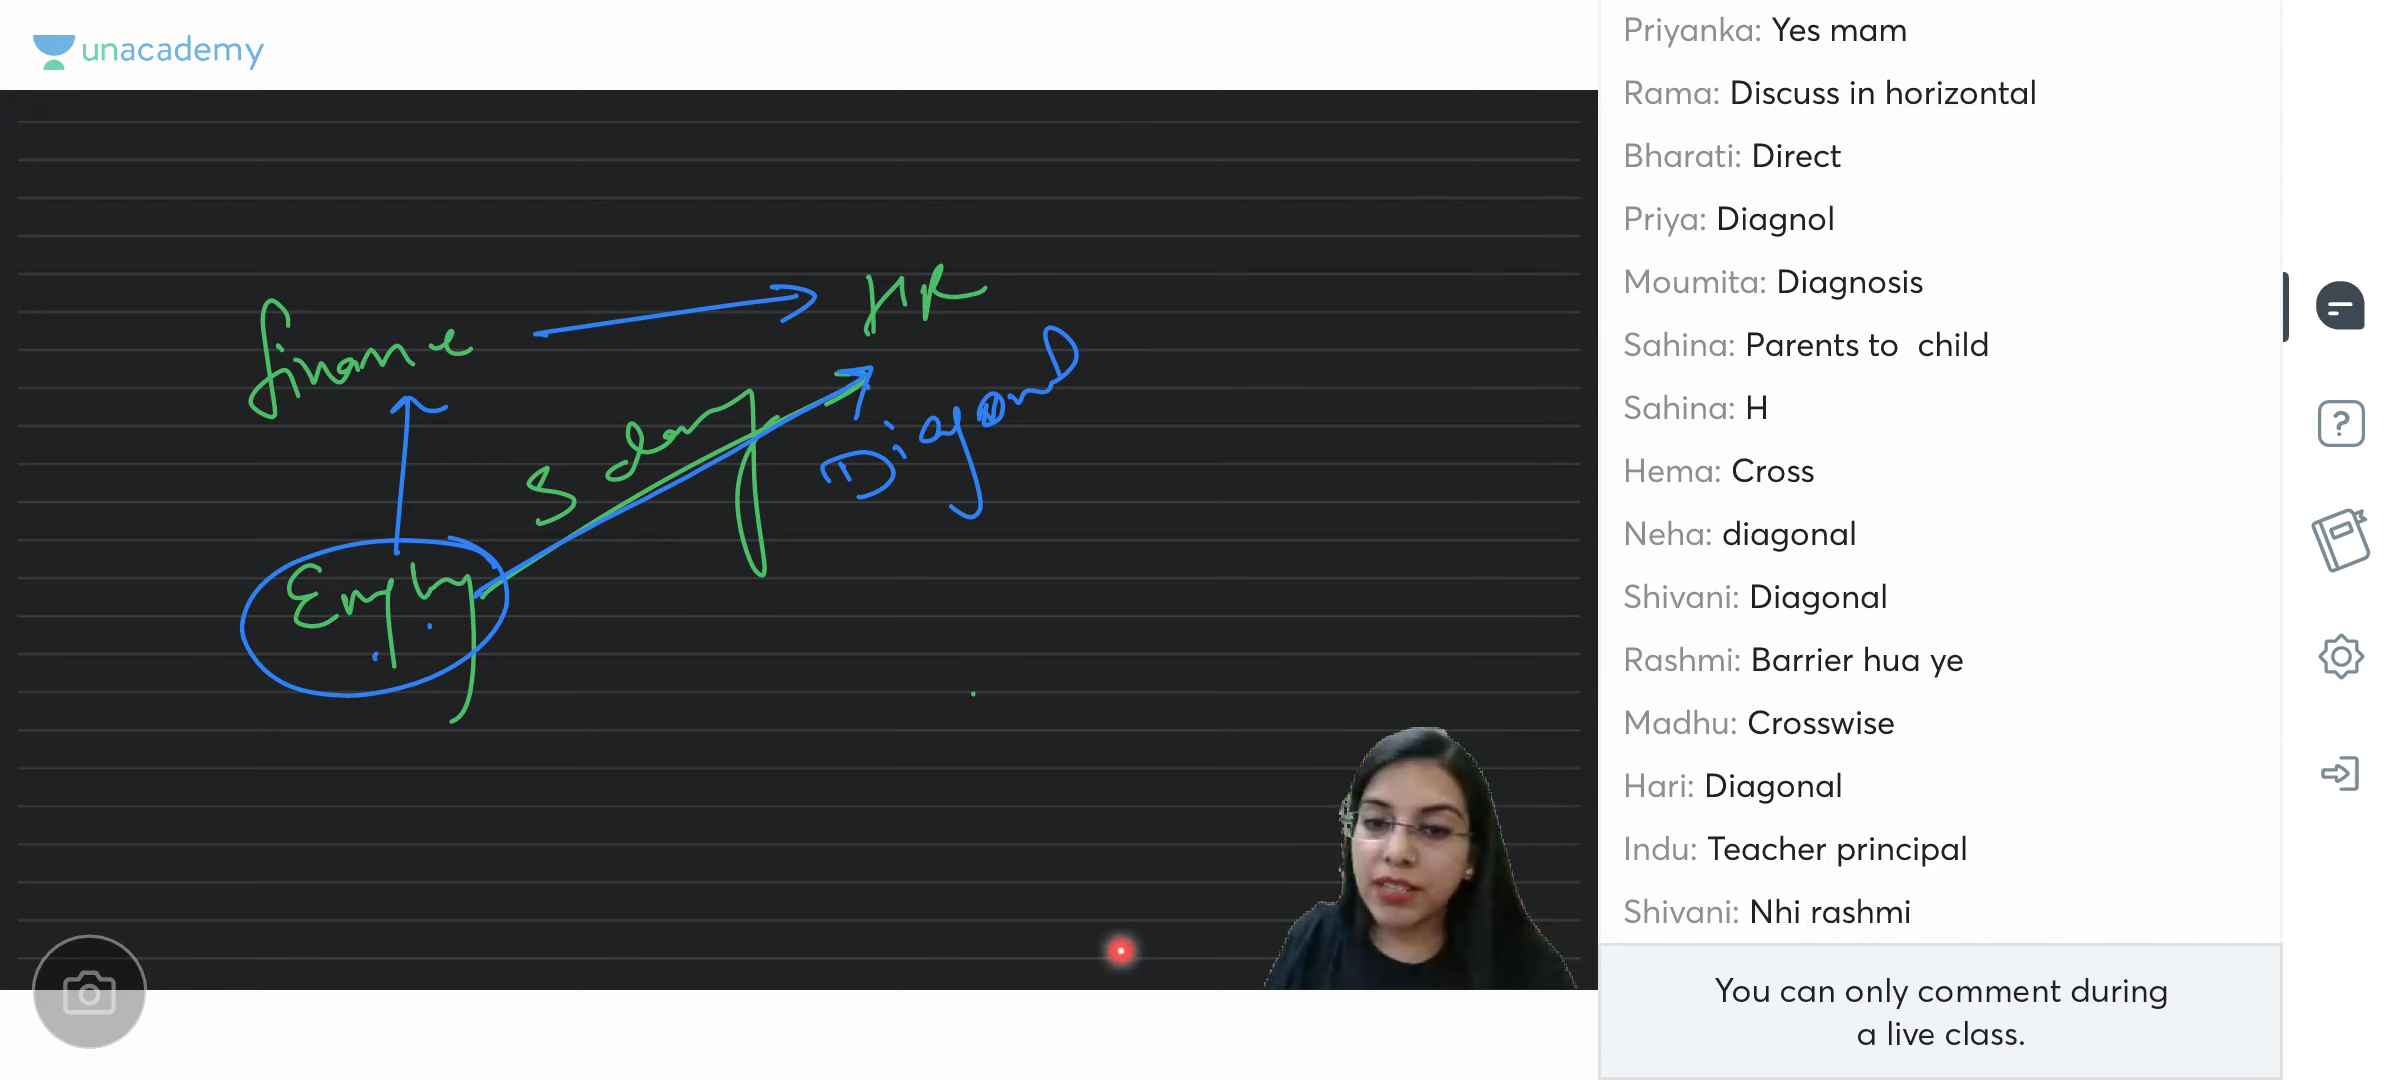 unacademy
finance
HR
Diagonal
Priyanka: Yes mam
Rama: Discuss in horizontal
Bharati: Direct
Priya: Diagnol
Moumita: Diagnosis
Sahina: Parents to child
Sahina: H
Hema: Cross
Neha: diagonal
Shivani: Diagonal
Rashmi: Barrier hua ye
Madhu: Crosswise
Hari: Diagonal
Indu: Teacher principal
Shivani: Nhi rashmi
You can only comment during
a live class.